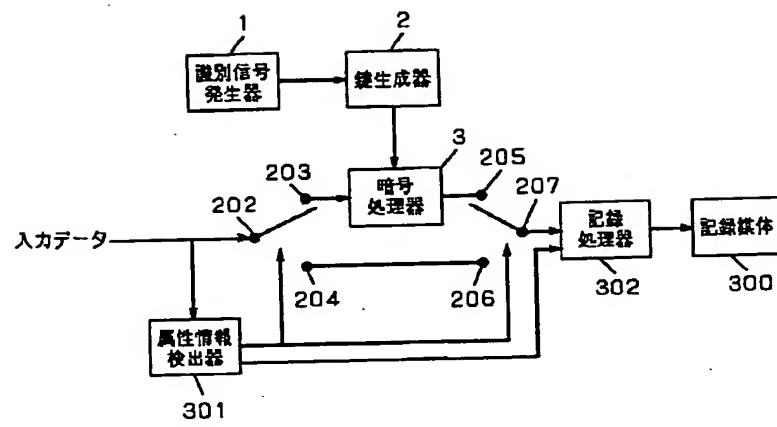 1
識別信号
発生器
2
鍵生成器
3
暗号
処理器
203
205
202
207
入力データ
204
206
記録
処理器
302
記録媒体
300
属性情報
検出器
301